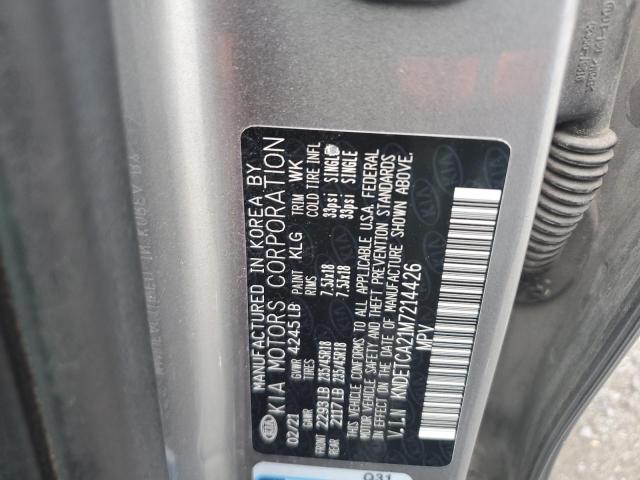 MANUFACTURED IN KOREA BY
KIA MOTORS CORPORATION
02/21 GVWR 4245LB PAINT KLG TRIM WK
GWR TIRES COLD TIRE INFL
FRONT 2293LB 235/45R18 7.5Jx18 33psi SINGLE
REAR 2117LB 235/45R18 7.5Jx18 33psi SINGLE
THIS VEHICLE CONFORMS TO ALL APPLICABLE U.S.A. FEDERAL
MOTOR VEHICLE SAFETY AND THEFT PREVENTION STANDARDS
IN EFFECT ON THE DATE OF MANUFACTURE SHOWN ABOVE.
V.I.N KNDETCA21M7214426
MPV
Q31